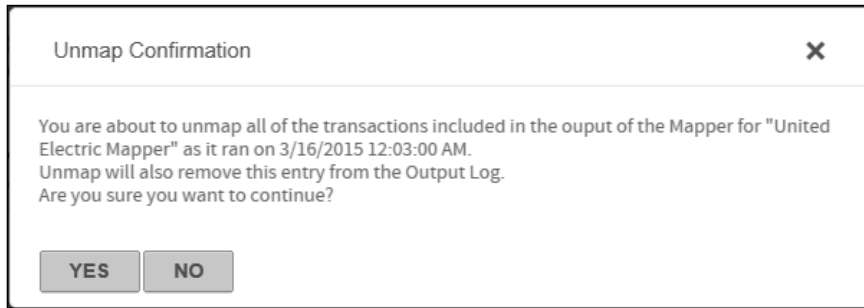 Unmap Confirmation
You are about to unmap all of the transactions included in the ouput of the Mapper for "United
Electric Mapper" as it ran on 3/16/2015 12:03:00 AM.
Unmap will also remove this entry from the Output Log.
Are you sure you want to continue?
YES NO